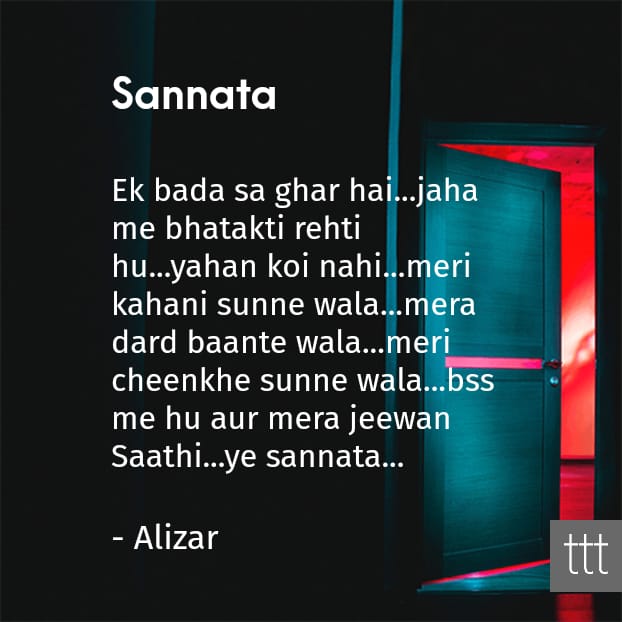 Sannata
Ek bada sa ghar hai...jaha
me bhatakti rehti
hu...yahan koi nahi...meri
kahani sunne wala...mera
dard baante wala...meri
cheenkhe sunne wala...bss
me hu aur mera jeewan
Saathi...ye sannata...
- Alizar
ttt